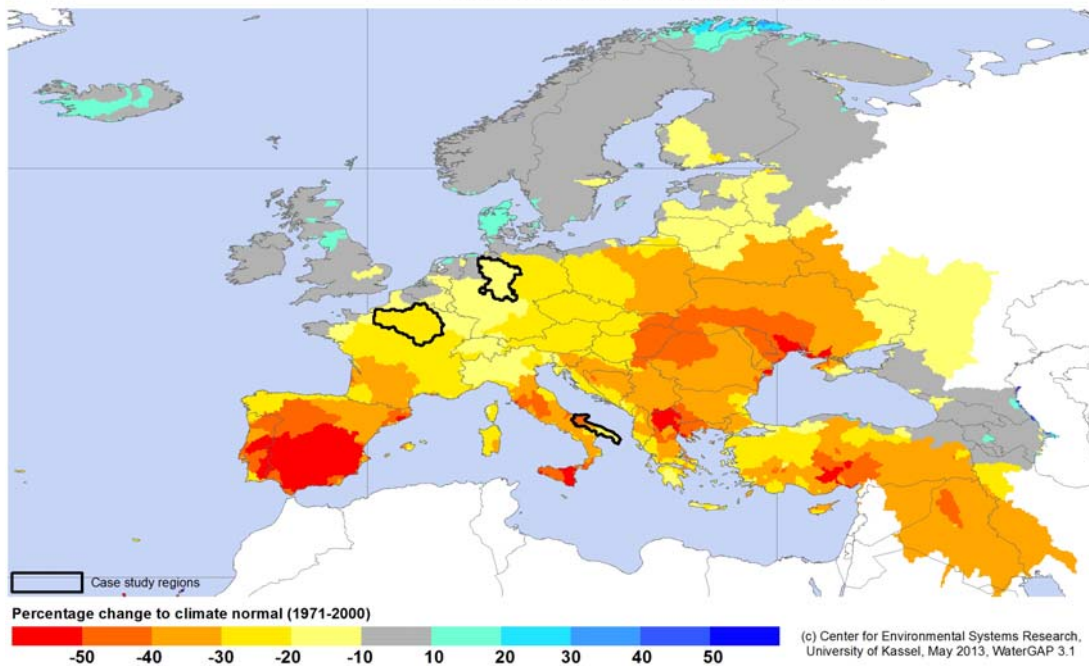 Case study regions
Percentage change to climate normal (1971-2000)
-50 -40 -30 -20 -10 10 20 30 40 50
(c) Center for Environmental Systems Research,
University of Kassel, May 2013, WaterGAP 3.1